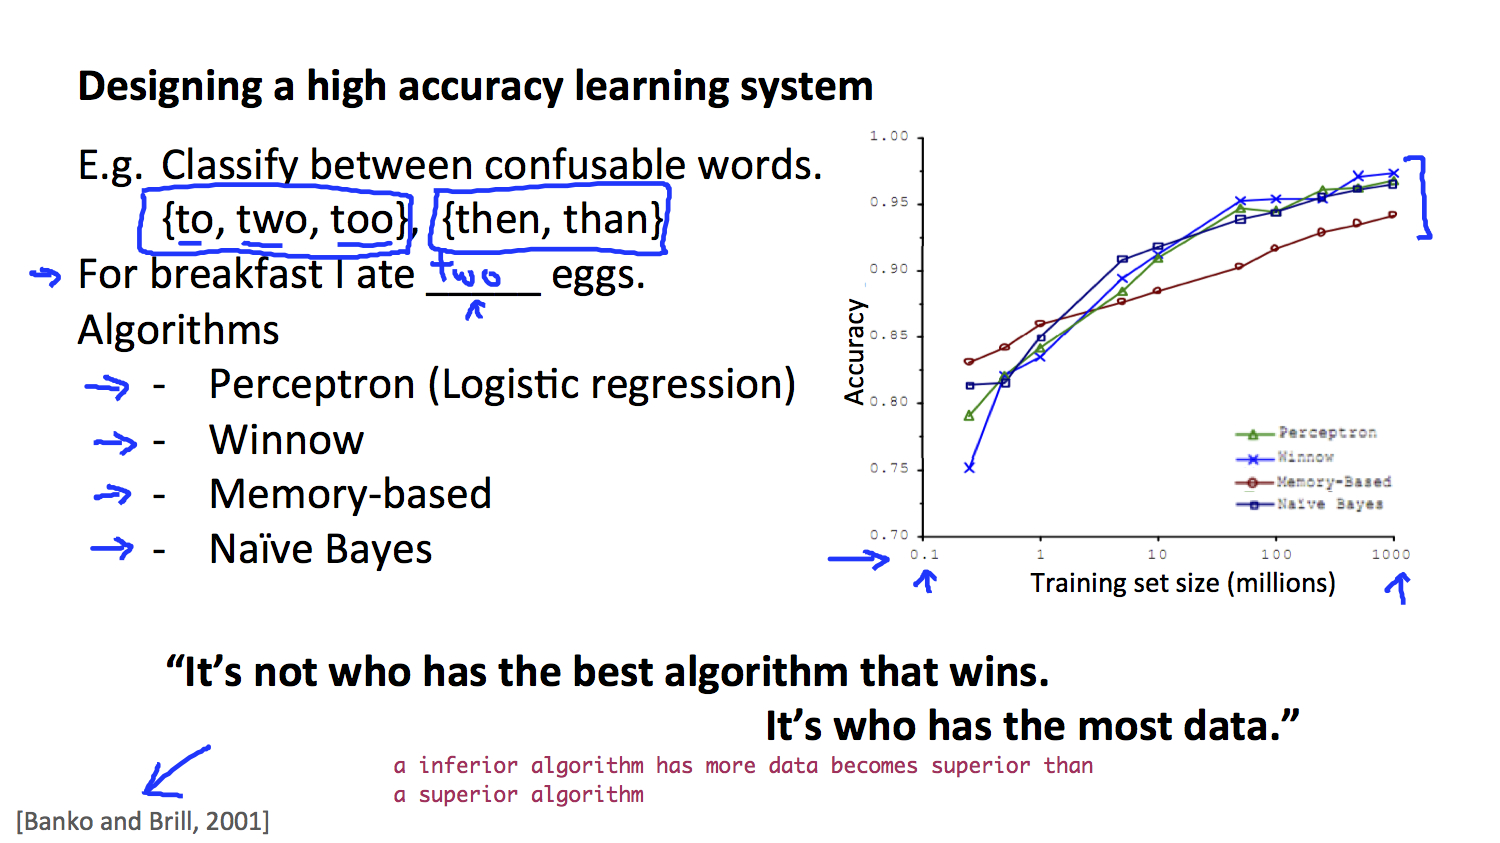 Designing a high accuracy learning system
E.g. Classify between confusable words.
{to, two, too}, {then, than}
For breakfast I ate two eggs.
Algorithms
- Perceptron (Logistic regression)
- Winnow
- Memory-based
- Naïve Bayes
1.00
0.95
0.90
0.85
0.80
0.75
0.70
Accuracy
Perceptron
Winnow
Memory-Based
Naïve Bayes
0.1 1 10 100 1000
Training set size (millions)
“It’s not who has the best algorithm that wins.
It’s who has the most data.”
a inferior algorithm has more data becomes superior than
a superior algorithm
[Banko and Brill, 2001]